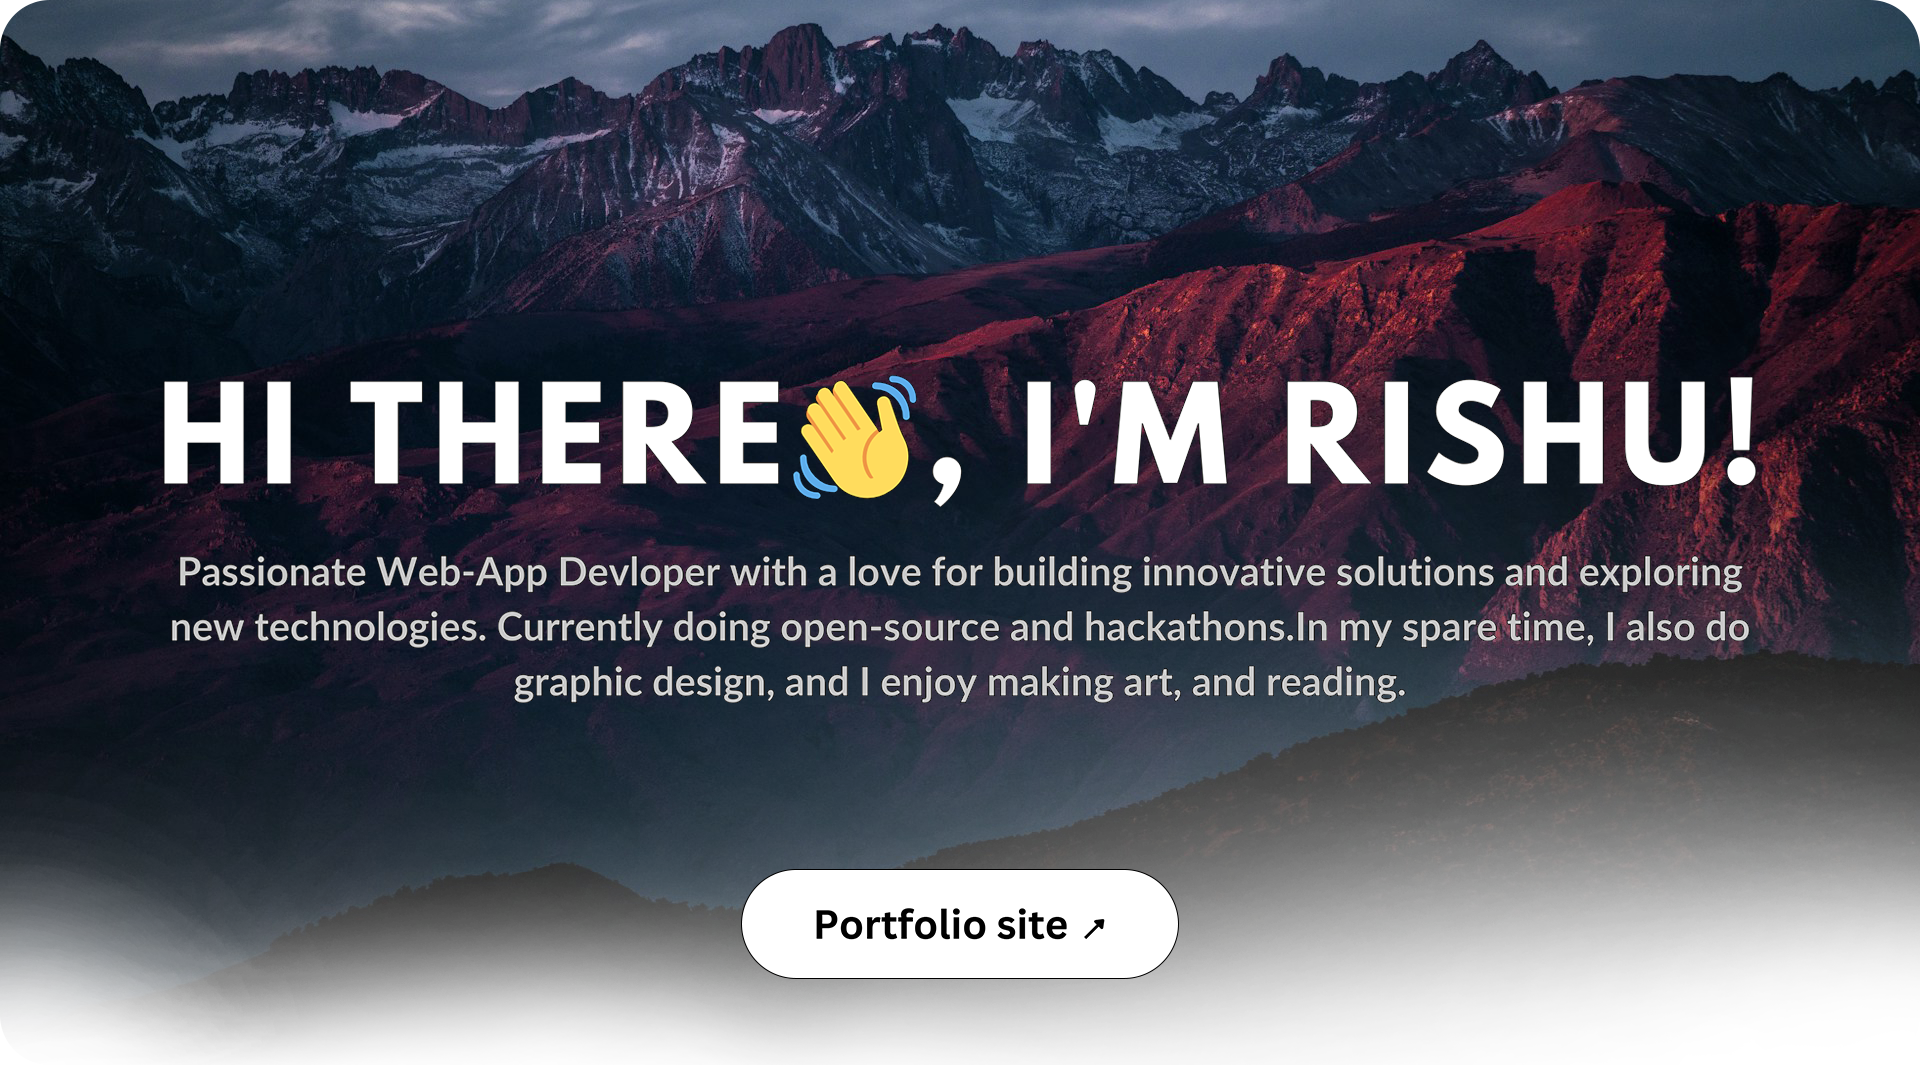 HI THERE👋, I'M RISHU!
Passionate Web-App Devloper with a love for building innovative solutions and exploring
new technologies. Currently doing open-source and hackathons.In my spare time, I also do
graphic design, and I enjoy making art, and reading.
Portfolio site ↗